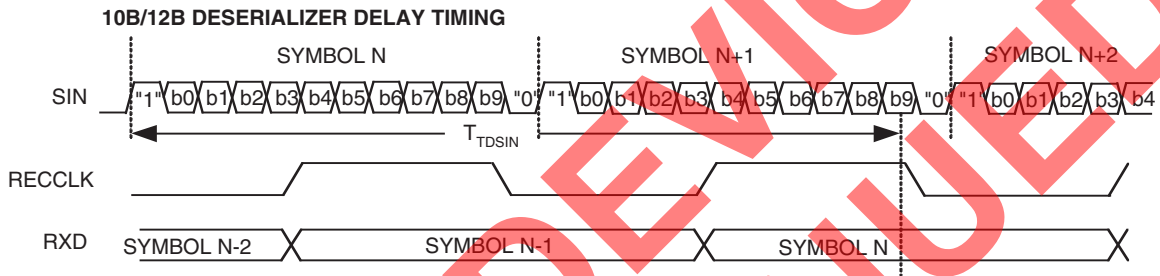 10B/12B DESERIALIZER DELAY TIMING
SYMBOL N SYMBOL N+1 SYMBOL N+2
SIN "1" b0 b1 b2 b3 b4 b5 b6 b7 b8 b9 "0" "1" b0 b1 b2 b3 b4 b5 b6 b7 b8 b9 "0" "1" b0 b1 b2 b3 b4
TTDSIN
RECCLK
RXD SYMBOL N-2 SYMBOL N-1 SYMBOL N